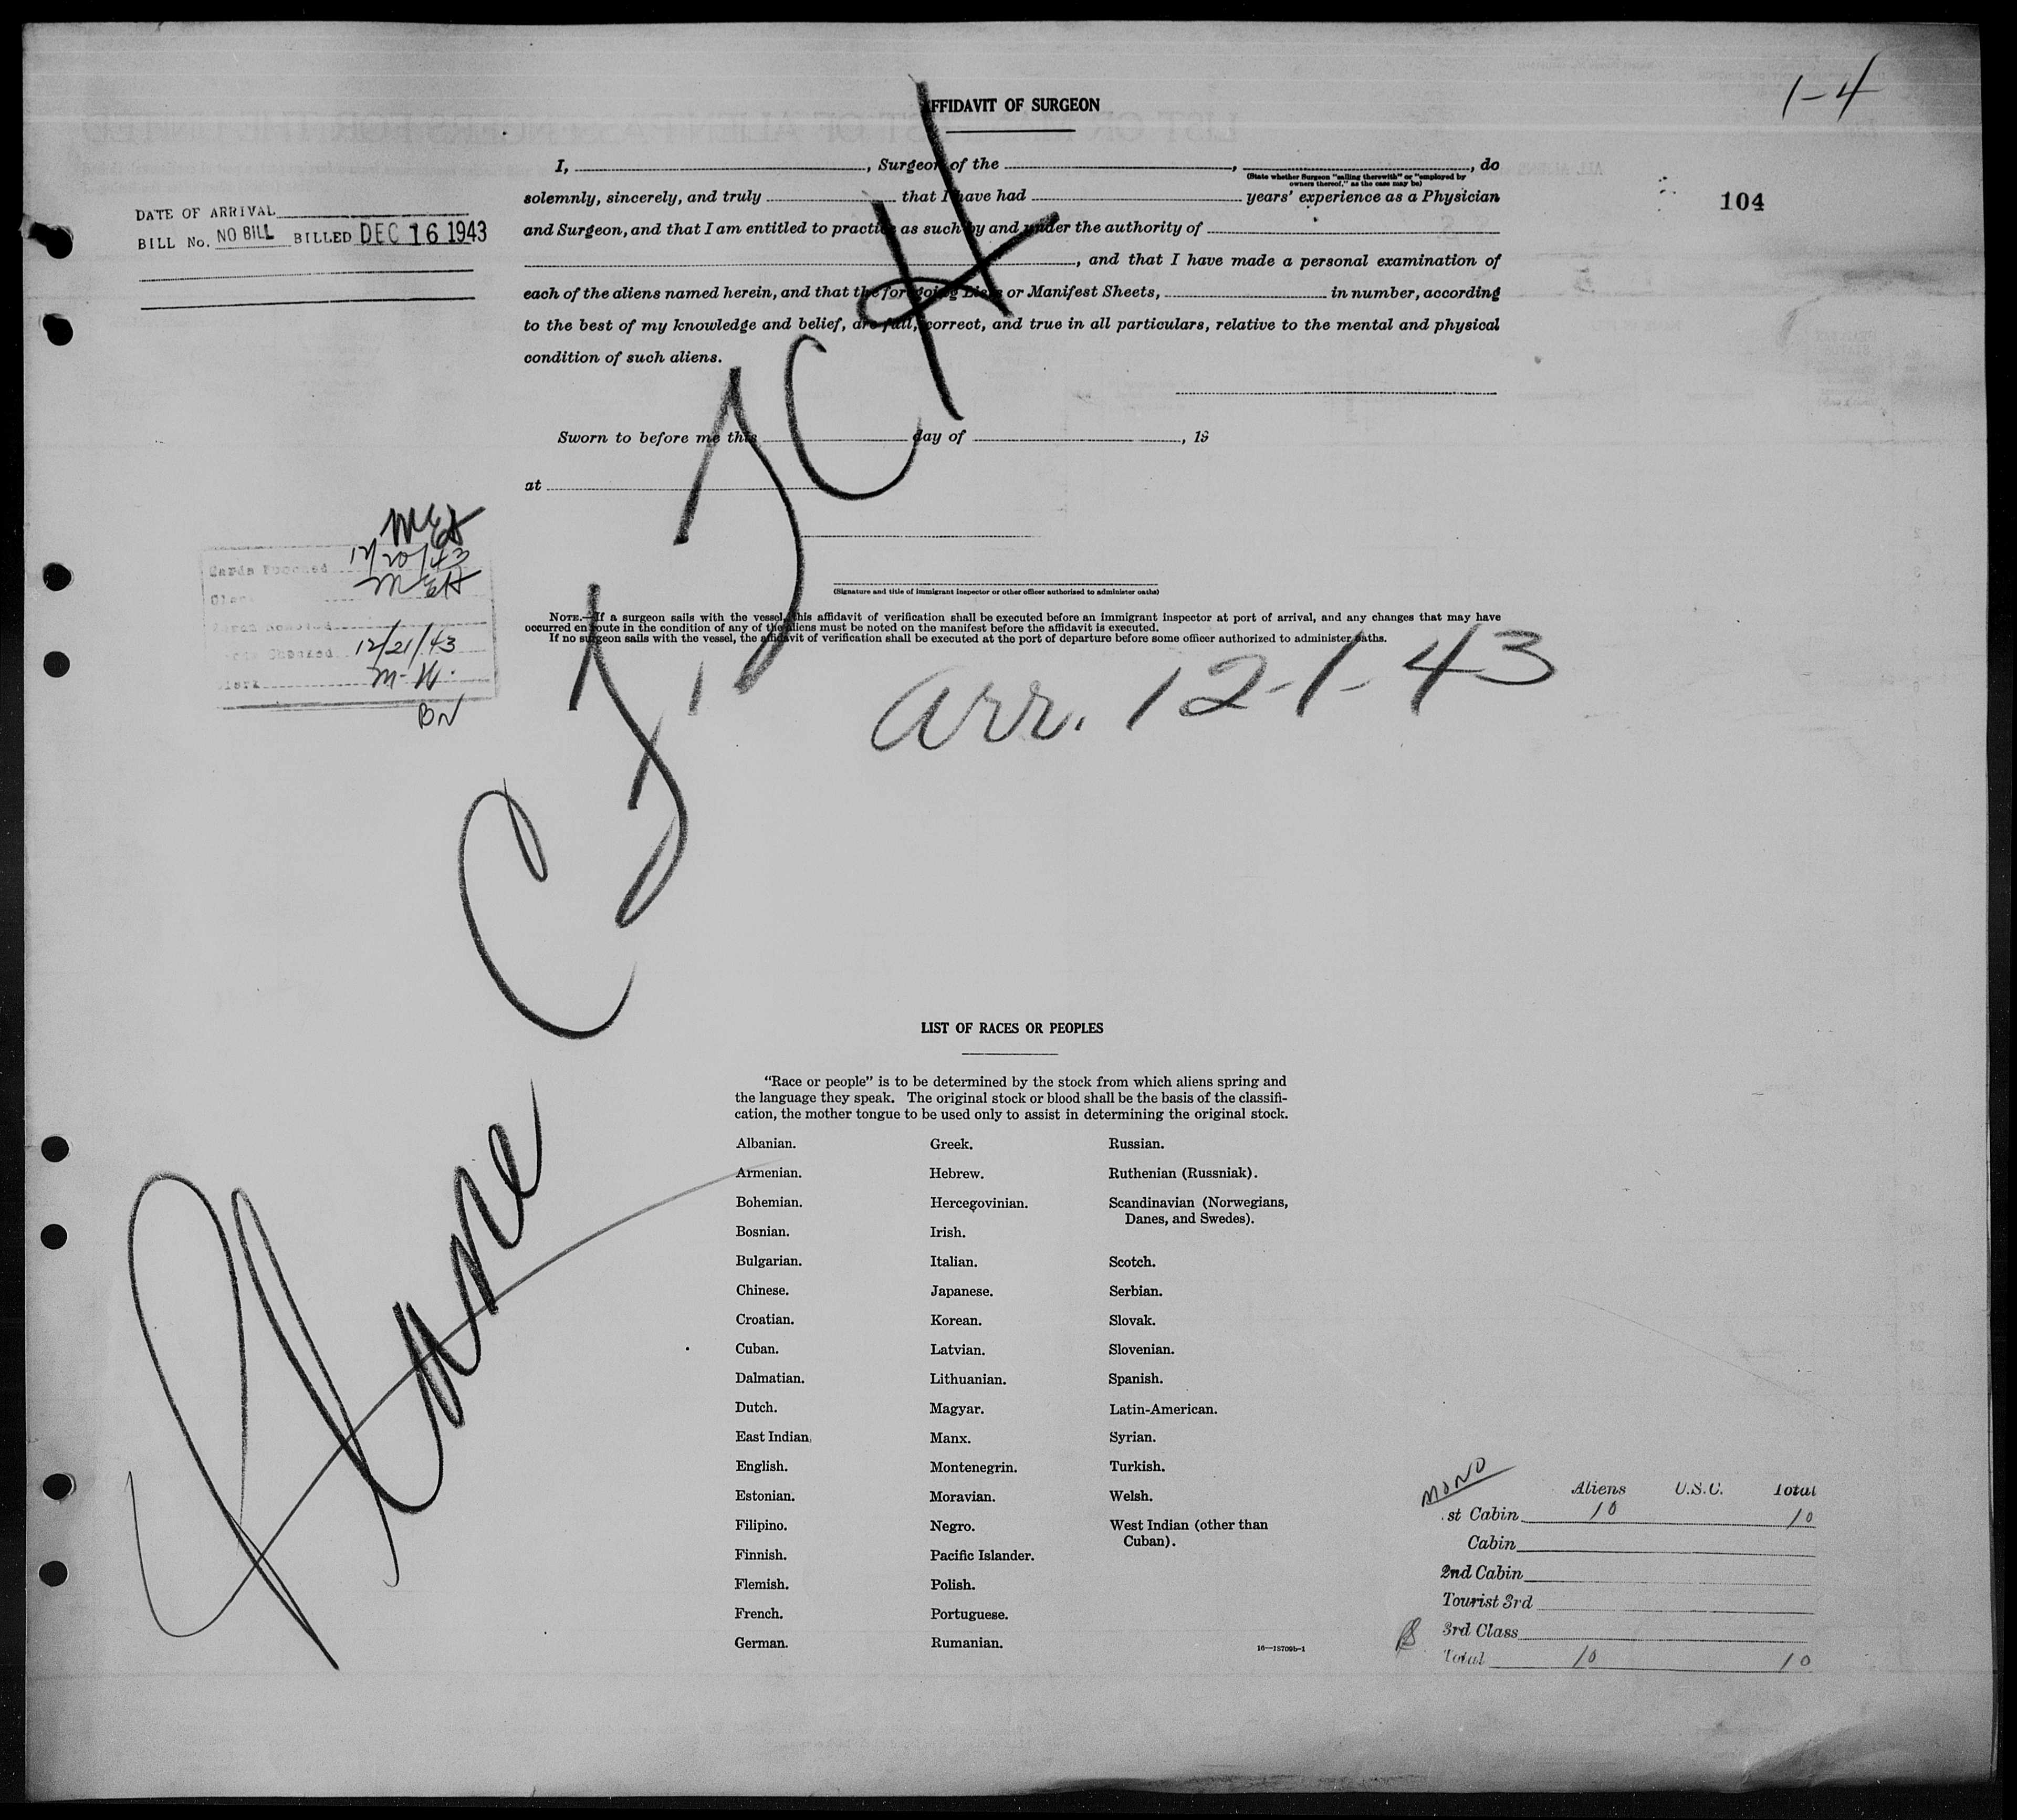 1-4
AFFIDAVIT OF SURGEON
I, , Surgeon of the , , do
(State whether Surgeon "sailing therewith" or "employed by
owners thereof," as the case may be)
solemnly, sincerely, and truly that I have had years' experience as a Physician
104
DATE OF ARRIVAL
and Surgeon, and that I am entitled to practice as such by and under the authority of
BILL No. NO BILL BILLED DEC 16 1943
, and that I have made a personal examination of
each of the aliens named herein, and that the foregoing Lists or Manifest Sheets, in number, according
to the best of my knowledge and belief, are full, correct, and true in all particulars, relative to the mental and physical
condition of such aliens.
Sworn to before me this day of , 19
at
12/20/43
MEH
12/21/43
M-W.
BN
(Signature and title of immigrant inspector or other officer authorized to administer oaths)
NOTE.—If a surgeon sails with the vessel, this affidavit of verification shall be executed before an immigrant inspector at port of arrival, and any changes that may have
occurred en route in the condition of any of the aliens must be noted on the manifest before the affidavit is executed.
If no surgeon sails with the vessel, the affidavit of verification shall be executed at the port of departure before some officer authorized to administer oaths.
Plane
arr. 12-1-43
LIST OF RACES OR PEOPLES
"Race or people" is to be determined by the stock from which aliens spring and
the language they speak. The original stock or blood shall be the basis of the classifi-
cation, the mother tongue to be used only to assist in determining the original stock.
Albanian. Greek. Russian.
Armenian. Hebrew. Ruthenian (Russniak).
Bohemian. Hercegovinian. Scandinavian (Norwegians,
Danes, and Swedes).
Bosnian. Irish.
Bulgarian. Italian. Scotch.
Chinese. Japanese. Serbian.
Croatian. Korean. Slovak.
Cuban. Latvian. Slovenian.
Dalmatian. Lithuanian. Spanish.
Dutch. Magyar. Latin-American.
East Indian. Manx. Syrian.
English. Montenegrin. Turkish.
Estonian. Moravian. Welsh.
Filipino. Negro. West Indian (other than
Cuban).
Finnish. Pacific Islander.
Flemish. Polish.
French. Portuguese.
German. Rumanian.
16—18709b-1
MONO
Aliens U.S.C. Total
st Cabin 10 10
Cabin
2nd Cabin
Tourist 3rd
3rd Class
Total 10 10